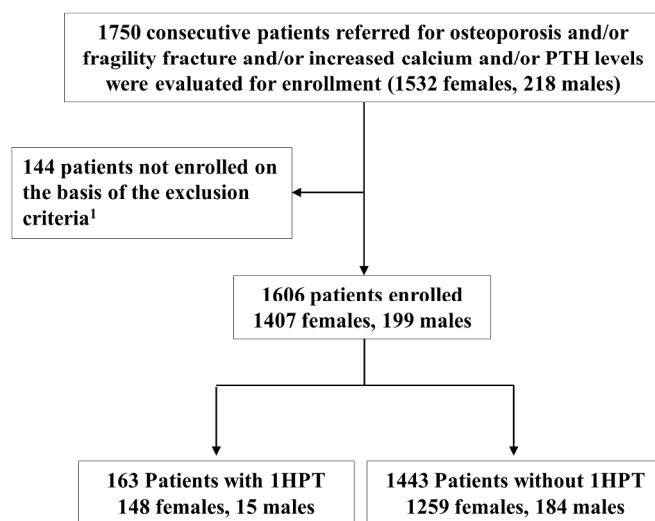 1750 consecutive patients referred for osteoporosis and/or
fragility fracture and/or increased calcium and/or PTH levels
were evaluated for enrollment (1532 females, 218 males)
144 patients not enrolled on
the basis of the exclusion
criteria¹
1606 patients enrolled
1407 females, 199 males
163 Patients with 1HPT
148 females, 15 males
1443 Patients without 1HPT
1259 females, 184 males